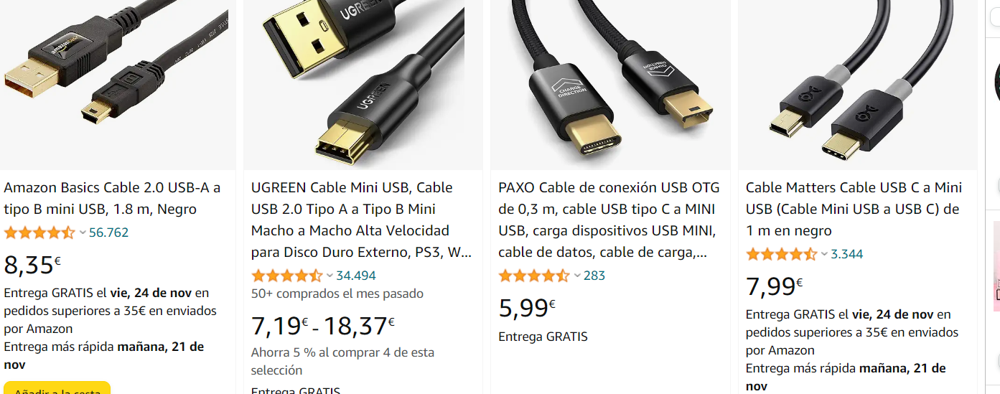 amazonbasics
UGREEN
UGREEN
CHARGE
DIRECTION
CHARGE
DIRECTION
Amazon Basics Cable 2.0 USB-A a
tipo B mini USB, 1.8 m, Negro
56.762
8,35€
Entrega GRATIS el vie, 24 de nov en
pedidos superiores a 35€ en enviados
por Amazon
Entrega más rápida mañana, 21 de
nov
Añadir a la cesta
UGREEN Cable Mini USB, Cable
USB 2.0 Tipo A a Tipo B Mini
Macho a Macho Alta Velocidad
para Disco Duro Externo, PS3, W...
34.494
50+ comprados el mes pasado
7,19€ - 18,37€
Ahorra 5 % al comprar 4 de esta
selección
Entrega GRATIS
PAXO Cable de conexión USB OTG
de 0,3 m, cable USB tipo C a MINI
USB, carga dispositivos USB MINI,
cable de datos, cable de carga,...
283
5,99€
Entrega GRATIS
Cable Matters Cable USB C a Mini
USB (Cable Mini USB a USB C) de
1 m en negro
3.344
7,99€
Entrega GRATIS el vie, 24 de nov en
pedidos superiores a 35€ en enviados
por Amazon
Entrega más rápida mañana, 21 de
nov